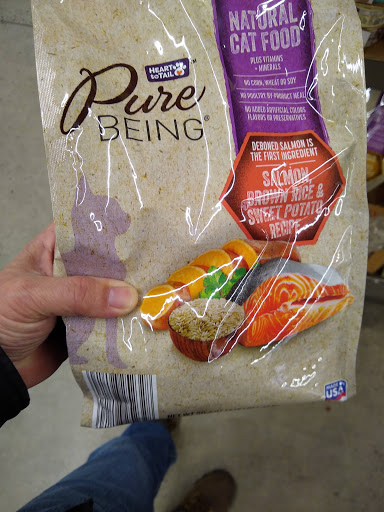 HEART
to TAIL
Pure
BEING
NATURAL
CAT FOOD
PLUS VITAMINS
+ MINERALS
NO CORN, WHEAT OR SOY
NO POULTRY BY-PRODUCT MEAL
NO ADDED ARTIFICIAL COLORS
FLAVORS OR PRESERVATIVES
DEBONED SALMON IS
THE FIRST INGREDIENT
SALMON,
BROWN RICE &
SWEET POTATO
RECIPE
MADE IN
USA